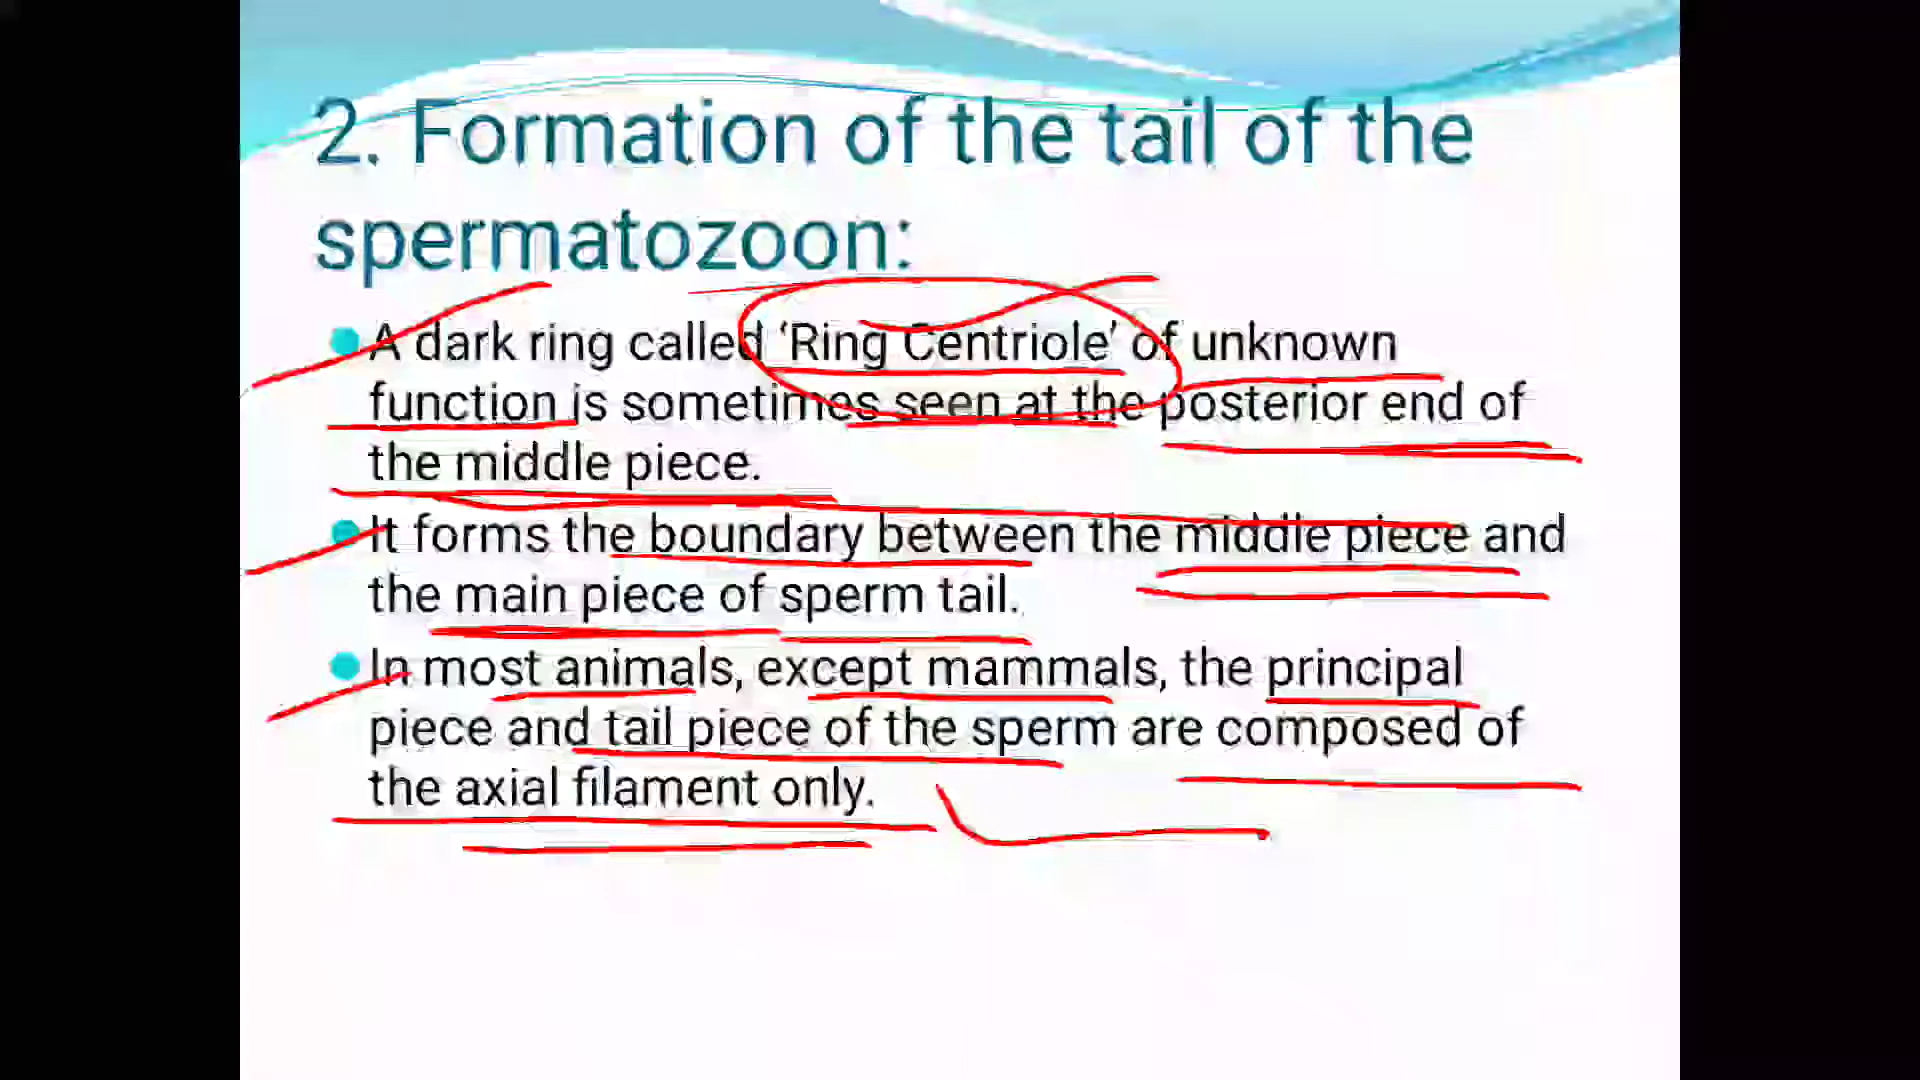 2. Formation of the tail of the
spermatozoon:
A dark ring called ‘Ring Centriole’ of unknown
function is sometimes seen at the posterior end of
the middle piece.
It forms the boundary between the middle piece and
the main piece of sperm tail.
In most animals, except mammals, the principal
piece and tail piece of the sperm are composed of
the axial filament only.